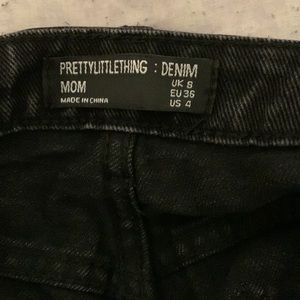 PRETTYLITTLETHING : DENIM
MOM
UK 8
EU 36
US 4
MADE IN CHINA